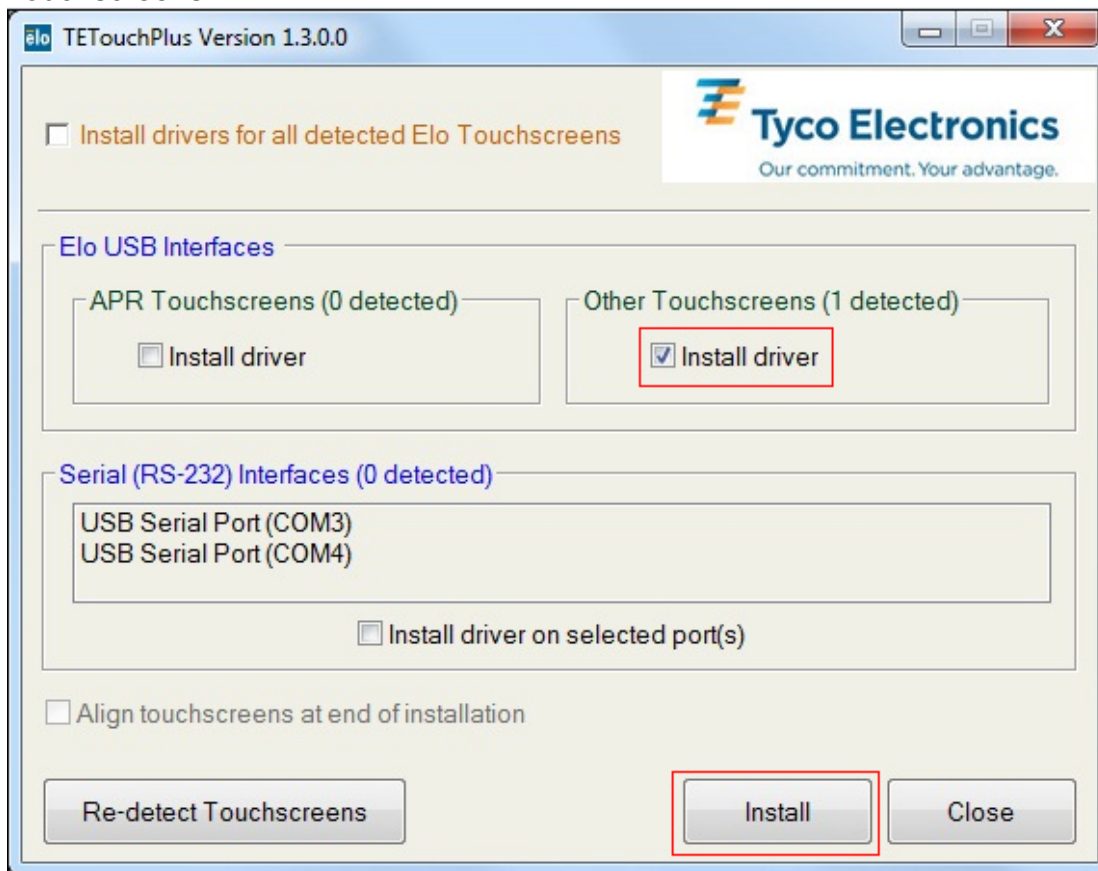 elo TETouchPlus Version 1.3.0.0
Install drivers for all detected Elo Touchscreens
Tyco Electronics
Our commitment. Your advantage.
Elo USB Interfaces
APR Touchscreens (0 detected)
Other Touchscreens (1 detected)
Install driver
Install driver
Serial (RS-232) Interfaces (0 detected)
USB Serial Port (COM3)
USB Serial Port (COM4)
Install driver on selected port(s)
Align touchscreens at end of installation
Re-detect Touchscreens
Install
Close